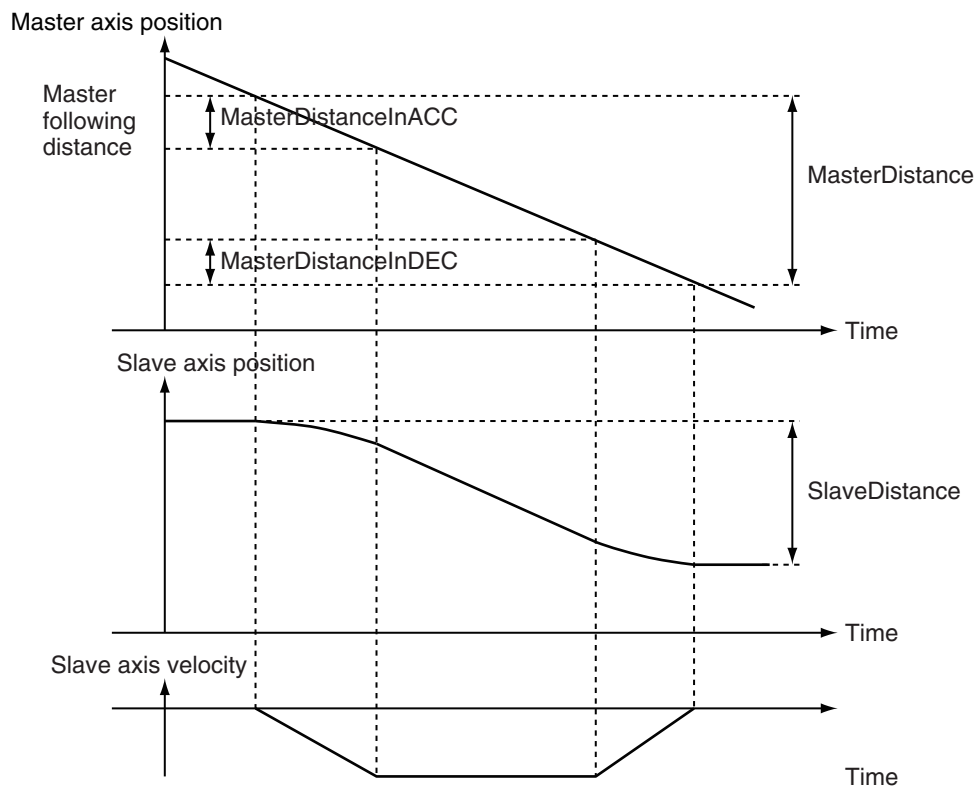 Master axis position
Master
following
distance
MasterDistanceInACC
MasterDistance
MasterDistanceInDEC
Time
Slave axis position
SlaveDistance
Time
Slave axis velocity
Time